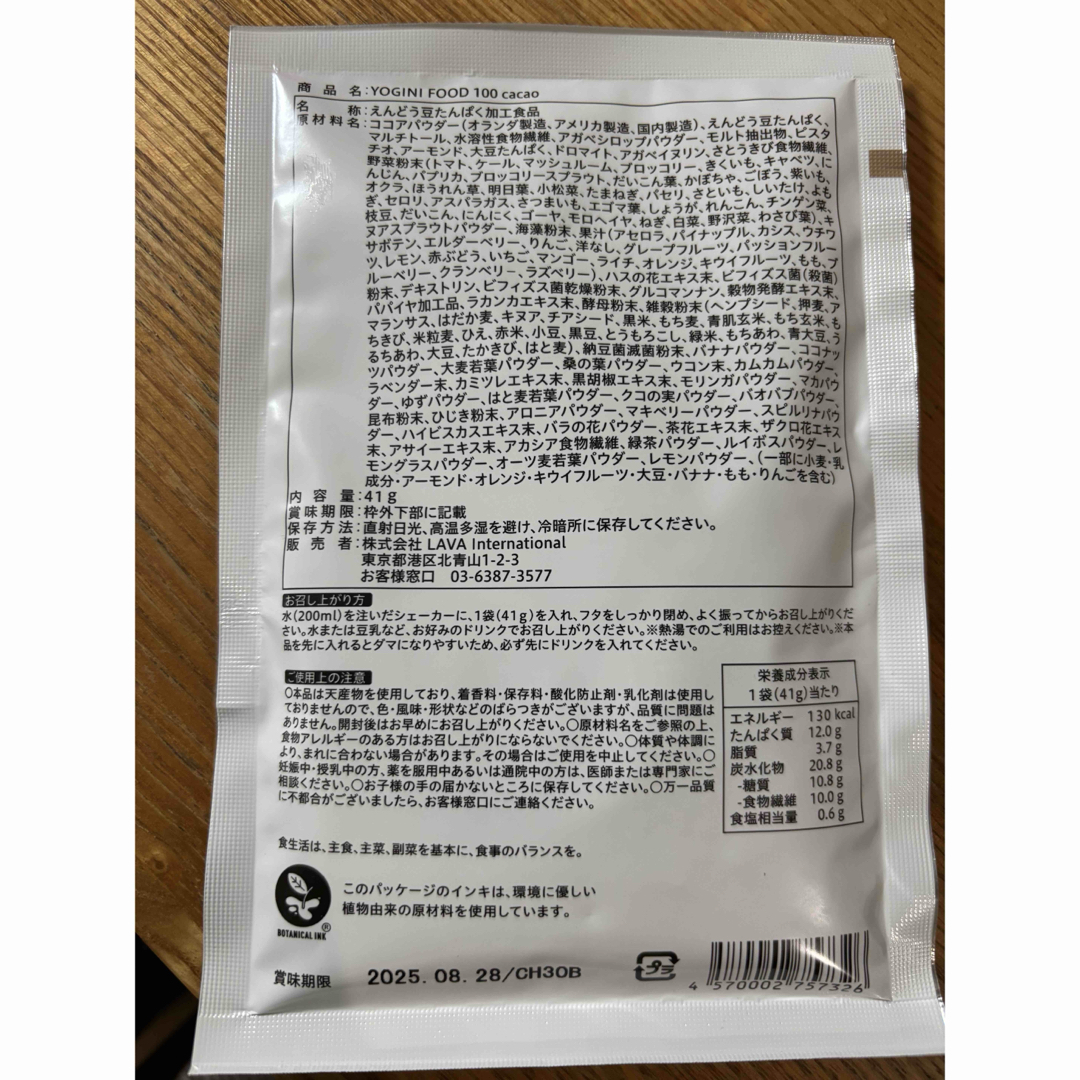 商品名:YOGINI FOOD 100 cacao
名称:えんどう豆たんぱく加工食品
原材料名:ココアパウダー(オランダ製造、アメリカ製造、国内製造)、えんどう豆たんぱく、
マルチトール、水溶性食物繊維、アガベシロップパウダー、モルト抽出物、ピスタ
チオ、アーモンド、大豆たんぱく、ドロマイト、アガベイヌリン、さとうきび食物繊維、
野菜粉末(トマト、ケール、マッシュルーム、ブロッコリー、きくいも、キャベツ、に
んじん、パプリカ、ブロッコリースプラウト、だいこん葉、かぼちゃ、ごぼう、紫いも、
オクラ、ほうれん草、明日葉、小松菜、たまねぎ、パセリ、さといも、しいたけ、よも
ぎ、セロリ、アスパラガス、さつまいも、エゴマ葉、しょうが、れんこん、チンゲン菜、
枝豆、だいこん、にんにく、ゴーヤ、モロヘイヤ、ねぎ、白菜、野沢菜、わさび葉)、キ
ヌアスプラウトパウダー、海藻粉末、果汁(アセロラ、パイナップル、カシス、ウチワ
サボテン、エルダーベリー、りんご、洋なし、グレープフルーツ、パッションフルー
ツ、レモン、赤ぶどう、いちご、マンゴー、ライチ、オレンジ、キウイフルーツ、もも、ブ
ルーベリー、クランベリー、ラズベリー)、ハスの花エキス末、ビフィズス菌(殺菌)
粉末、デキストリン、ビフィズス菌乾燥粉末、グルコマンナン、穀物発酵エキス末、
パパイヤ加工品、ラカンカエキス末、酵母粉末、雑穀粉末(ヘンプシード、押麦、ア
マランサス、はだか麦、キヌア、チアシード、黒米、もち麦、青肌玄米、もち玄米、も
ちきび、米粒麦、ひえ、赤米、小豆、黒豆、とうもろこし、緑米、もちあわ、青大豆、う
るちあわ、大豆、たかきび、はと麦)、納豆菌滅菌粉末、バナナパウダー、ココナッ
ツパウダー、大麦若葉パウダー、桑の葉パウダー、ウコン末、カムカムパウダー、
ラベンダー末、カミツレエキス末、黒胡椒エキス末、モリンガパウダー、マカパウ
ダー、ゆずパウダー、はと麦若葉パウダー、クコの実パウダー、バオバブパウダー、
昆布粉末、ひじき粉末、アロニアパウダー、マキベリーパウダー、スピルリナパウ
ダー、ハイビスカスエキス末、バラの花パウダー、茶花エキス末、ザクロ花エキス
末、アサイーエキス末、アカシア食物繊維、緑茶パウダー、ルイボスパウダー、レ
モングラスパウダー、オーツ麦若葉パウダー、レモンパウダー、(一部に小麦・乳
成分・アーモンド・オレンジ・キウイフルーツ・大豆・バナナ・もも・りんごを含む)
内容量:41g
賞味期限:枠外下部に記載
保存方法:直射日光、高温多湿を避け、冷暗所に保存してください。
販売者:株式会社 LAVA International
東京都港区北青山1-2-3
お客様窓口 03-6387-3577
お召し上がり方
水(200ml)を注いだシェーカーに、1袋(41g)を入れ、フタをしっかり閉め、よく振ってからお召し上がりくだ
さい。水または豆乳など、お好みのドリンクでお召し上がりください。※熱湯でのご利用はお控えください。※本
品を先に入れるとダマになりやすいため、必ず先にドリンクを入れてください。
ご使用上の注意
○本品は天産物を使用しており、着香料・保存料・酸化防止剤・乳化剤は使用し
ておりませんので、色・風味・形状などのばらつきがございますが、品質に問題は
ありません。開封後はお早めにお召し上がりください。○原材料名をご参照の上、
食物アレルギーのある方はお召し上がりにならないでください。○体質や体調に
より、まれに合わない場合があります。その場合はご使用を中止してください。○
妊娠中・授乳中の方、薬を服用中あるいは通院中の方は、医師または専門家にご
相談ください。○お子様の手の届かないところに保存してください。○万一品質
に不都合がございましたら、お客様窓口にご連絡ください。
栄養成分表示
1袋(41g)当たり
エネルギー 130 kcal
たんぱく質 12.0g
脂質 3.7g
炭水化物 20.8g
-糖質 10.8g
-食物繊維 10.0g
食塩相当量 0.6g
食生活は、主食、主菜、副菜を基本に、食事のバランスを。
このパッケージのインキは、環境に優しい
植物由来の原材料を使用しています。
BOTANICAL INK®
賞味期限 2025.08.28/CH30B
プラ
4 570002 757326